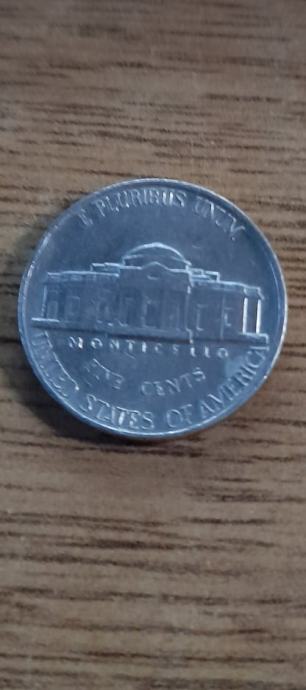 E PLURIBUS UNUM
MONTICELLO
FIVE CENTS
UNITED STATES OF AMERICA